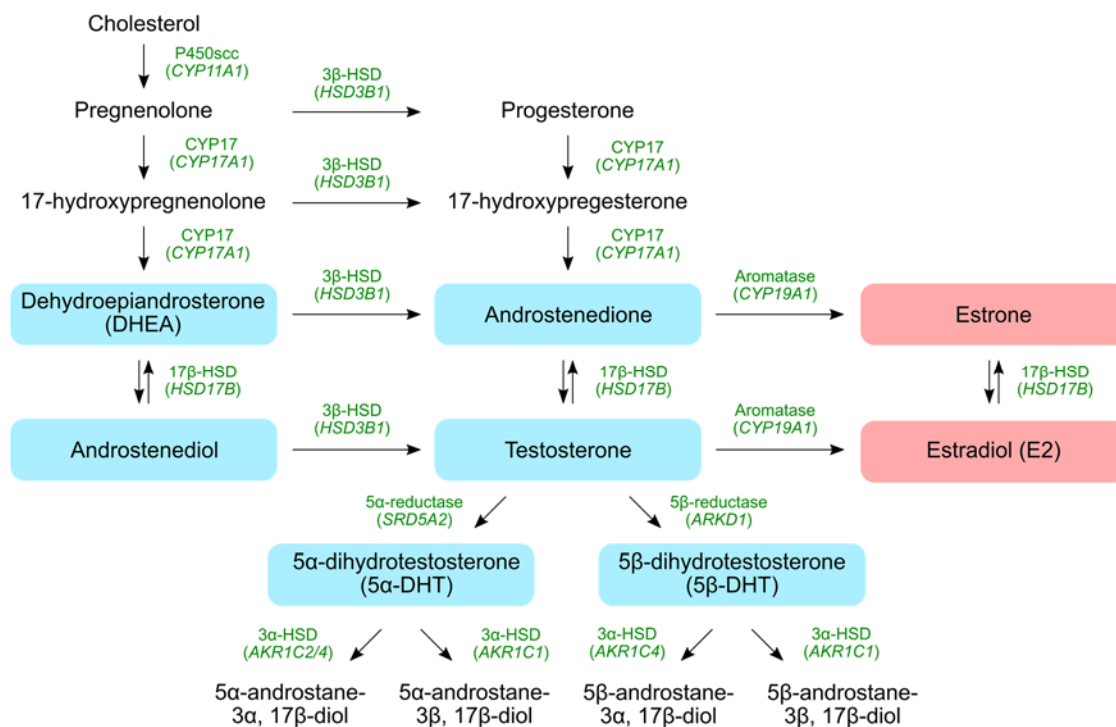 Cholesterol
P450scc
(CYP11A1)
Pregnenolone
3β-HSD
(HSD3B1)
Progesterone
CYP17
(CYP17A1)
3β-HSD
(HSD3B1)
CYP17
(CYP17A1)
17-hydroxypregnenolone
17-hydroxypregesterone
CYP17
(CYP17A1)
CYP17
(CYP17A1)
Dehydroepiandrosterone
(DHEA)
3β-HSD
(HSD3B1)
Androstenedione
Aromatase
(CYP19A1)
Estrone
17β-HSD
(HSD17B)
17β-HSD
(HSD17B)
17β-HSD
(HSD17B)
Androstenediol
3β-HSD
(HSD3B1)
Testosterone
Aromatase
(CYP19A1)
Estradiol (E2)
5α-reductase
(SRD5A2)
5β-reductase
(ARKD1)
5α-dihydrotestosterone
(5α-DHT)
5β-dihydrotestosterone
(5β-DHT)
3α-HSD
(AKR1C2/4)
3α-HSD
(AKR1C1)
3α-HSD
(AKR1C4)
3α-HSD
(AKR1C1)
5α-androstane-
3α, 17β-diol
5α-androstane-
3β, 17β-diol
5β-androstane-
3α, 17β-diol
5β-androstane-
3β, 17β-diol